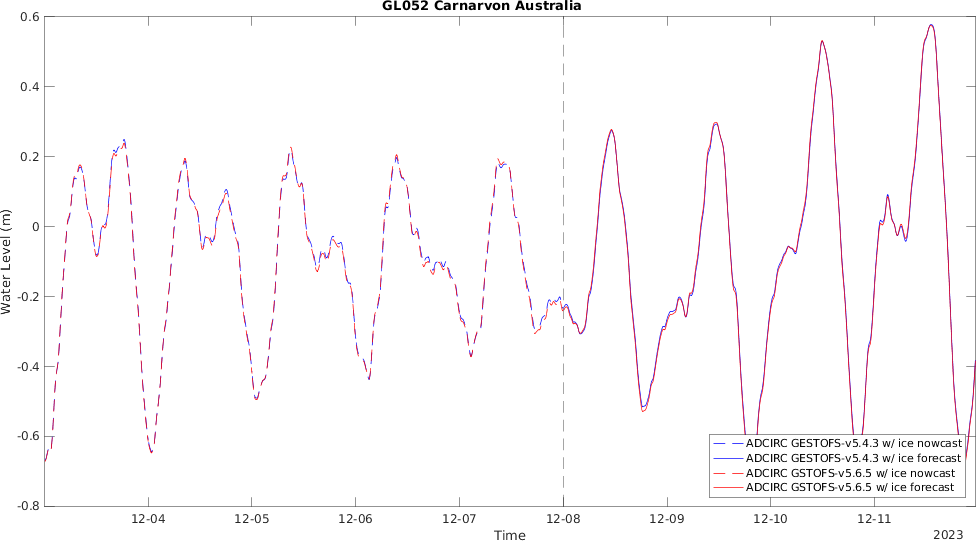 GL052 Carnarvon Australia
0.6
0.4
0.2
0
-0.2
-0.4
-0.6
-0.8
Water Level (m)
ADCIRC GESTOFS-v5.4.3 w/ ice nowcast
ADCIRC GESTOFS-v5.4.3 w/ ice forecast
ADCIRC GSTOFS-v5.6.5 w/ ice nowcast
ADCIRC GSTOFS-v5.6.5 w/ ice forecast
12-04 12-05 12-06 12-07 12-08 12-09 12-10 12-11
Time
2023